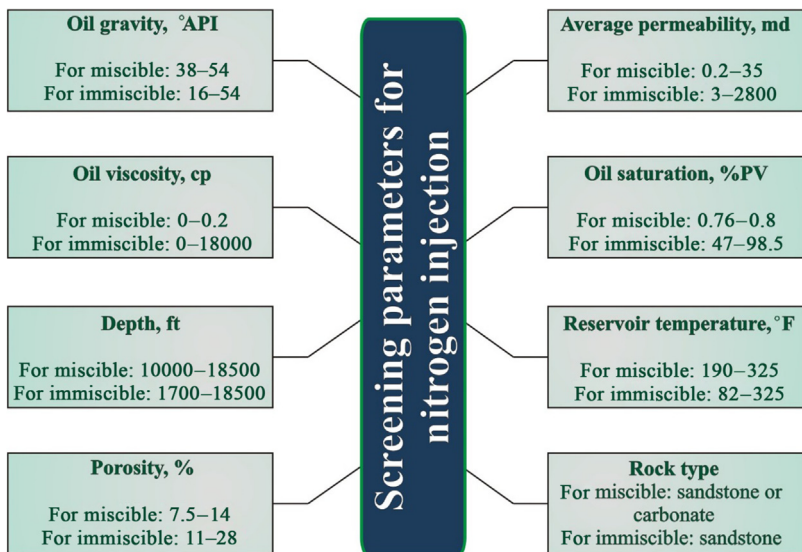 Oil gravity, °API
For miscible: 38–54
For immiscible: 16–54
Oil viscosity, cp
For miscible: 0–0.2
For immiscible: 0–18000
Depth, ft
For miscible: 10000–18500
For immiscible: 1700–18500
Porosity, %
For miscible: 7.5–14
For immiscible: 11–28
Screening parameters for
nitrogen injection
Average permeability, md
For miscible: 0.2–35
For immiscible: 3–2800
Oil saturation, %PV
For miscible: 0.76–0.8
For immiscible: 47–98.5
Reservoir temperature,°F
For miscible: 190–325
For immiscible: 82–325
Rock type
For miscible: sandstone or
carbonate
For immiscible: sandstone